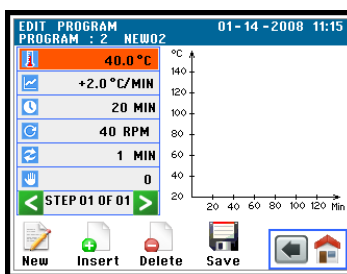 EDIT PROGRAM 01-14-2008 11:15
PROGRAM : 2 NEW02
40.0°C
+2.0°C/MIN
20 MIN
40 RPM
1 MIN
0
< STEP 01 OF 01 >
°C
140
120
100
80
60
40
20
20 40 60 80 100 120 Min
New Insert Delete Save